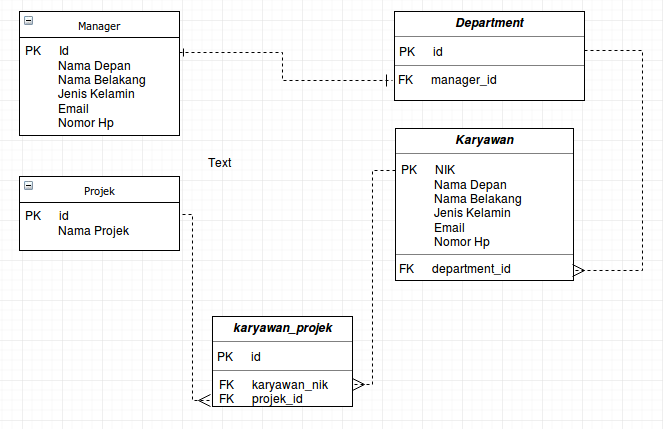 Manager
PK Id
Nama Depan
Nama Belakang
Jenis Kelamin
Email
Nomor Hp
Department
PK id
FK manager_id
Text
Karyawan
PK NIK
Nama Depan
Nama Belakang
Jenis Kelamin
Email
Nomor Hp
FK department_id
Projek
PK id
Nama Projek
karyawan_projek
PK id
FK karyawan_nik
FK projek_id